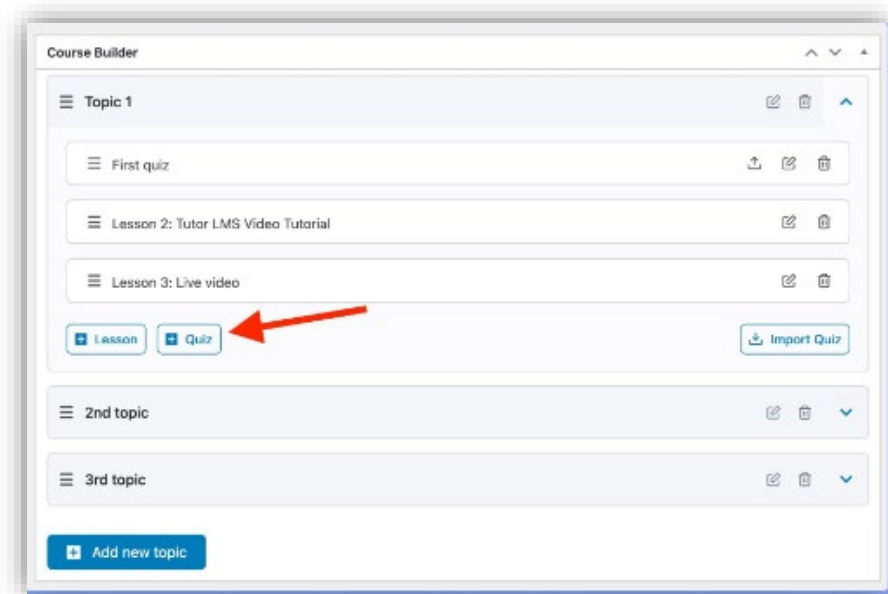 Course Builder
Topic 1
First quiz
Lesson 2: Tutor LMS Video Tutorial
Lesson 3: Live video
Lesson Quiz Import Quiz
2nd topic
3rd topic
Add new topic